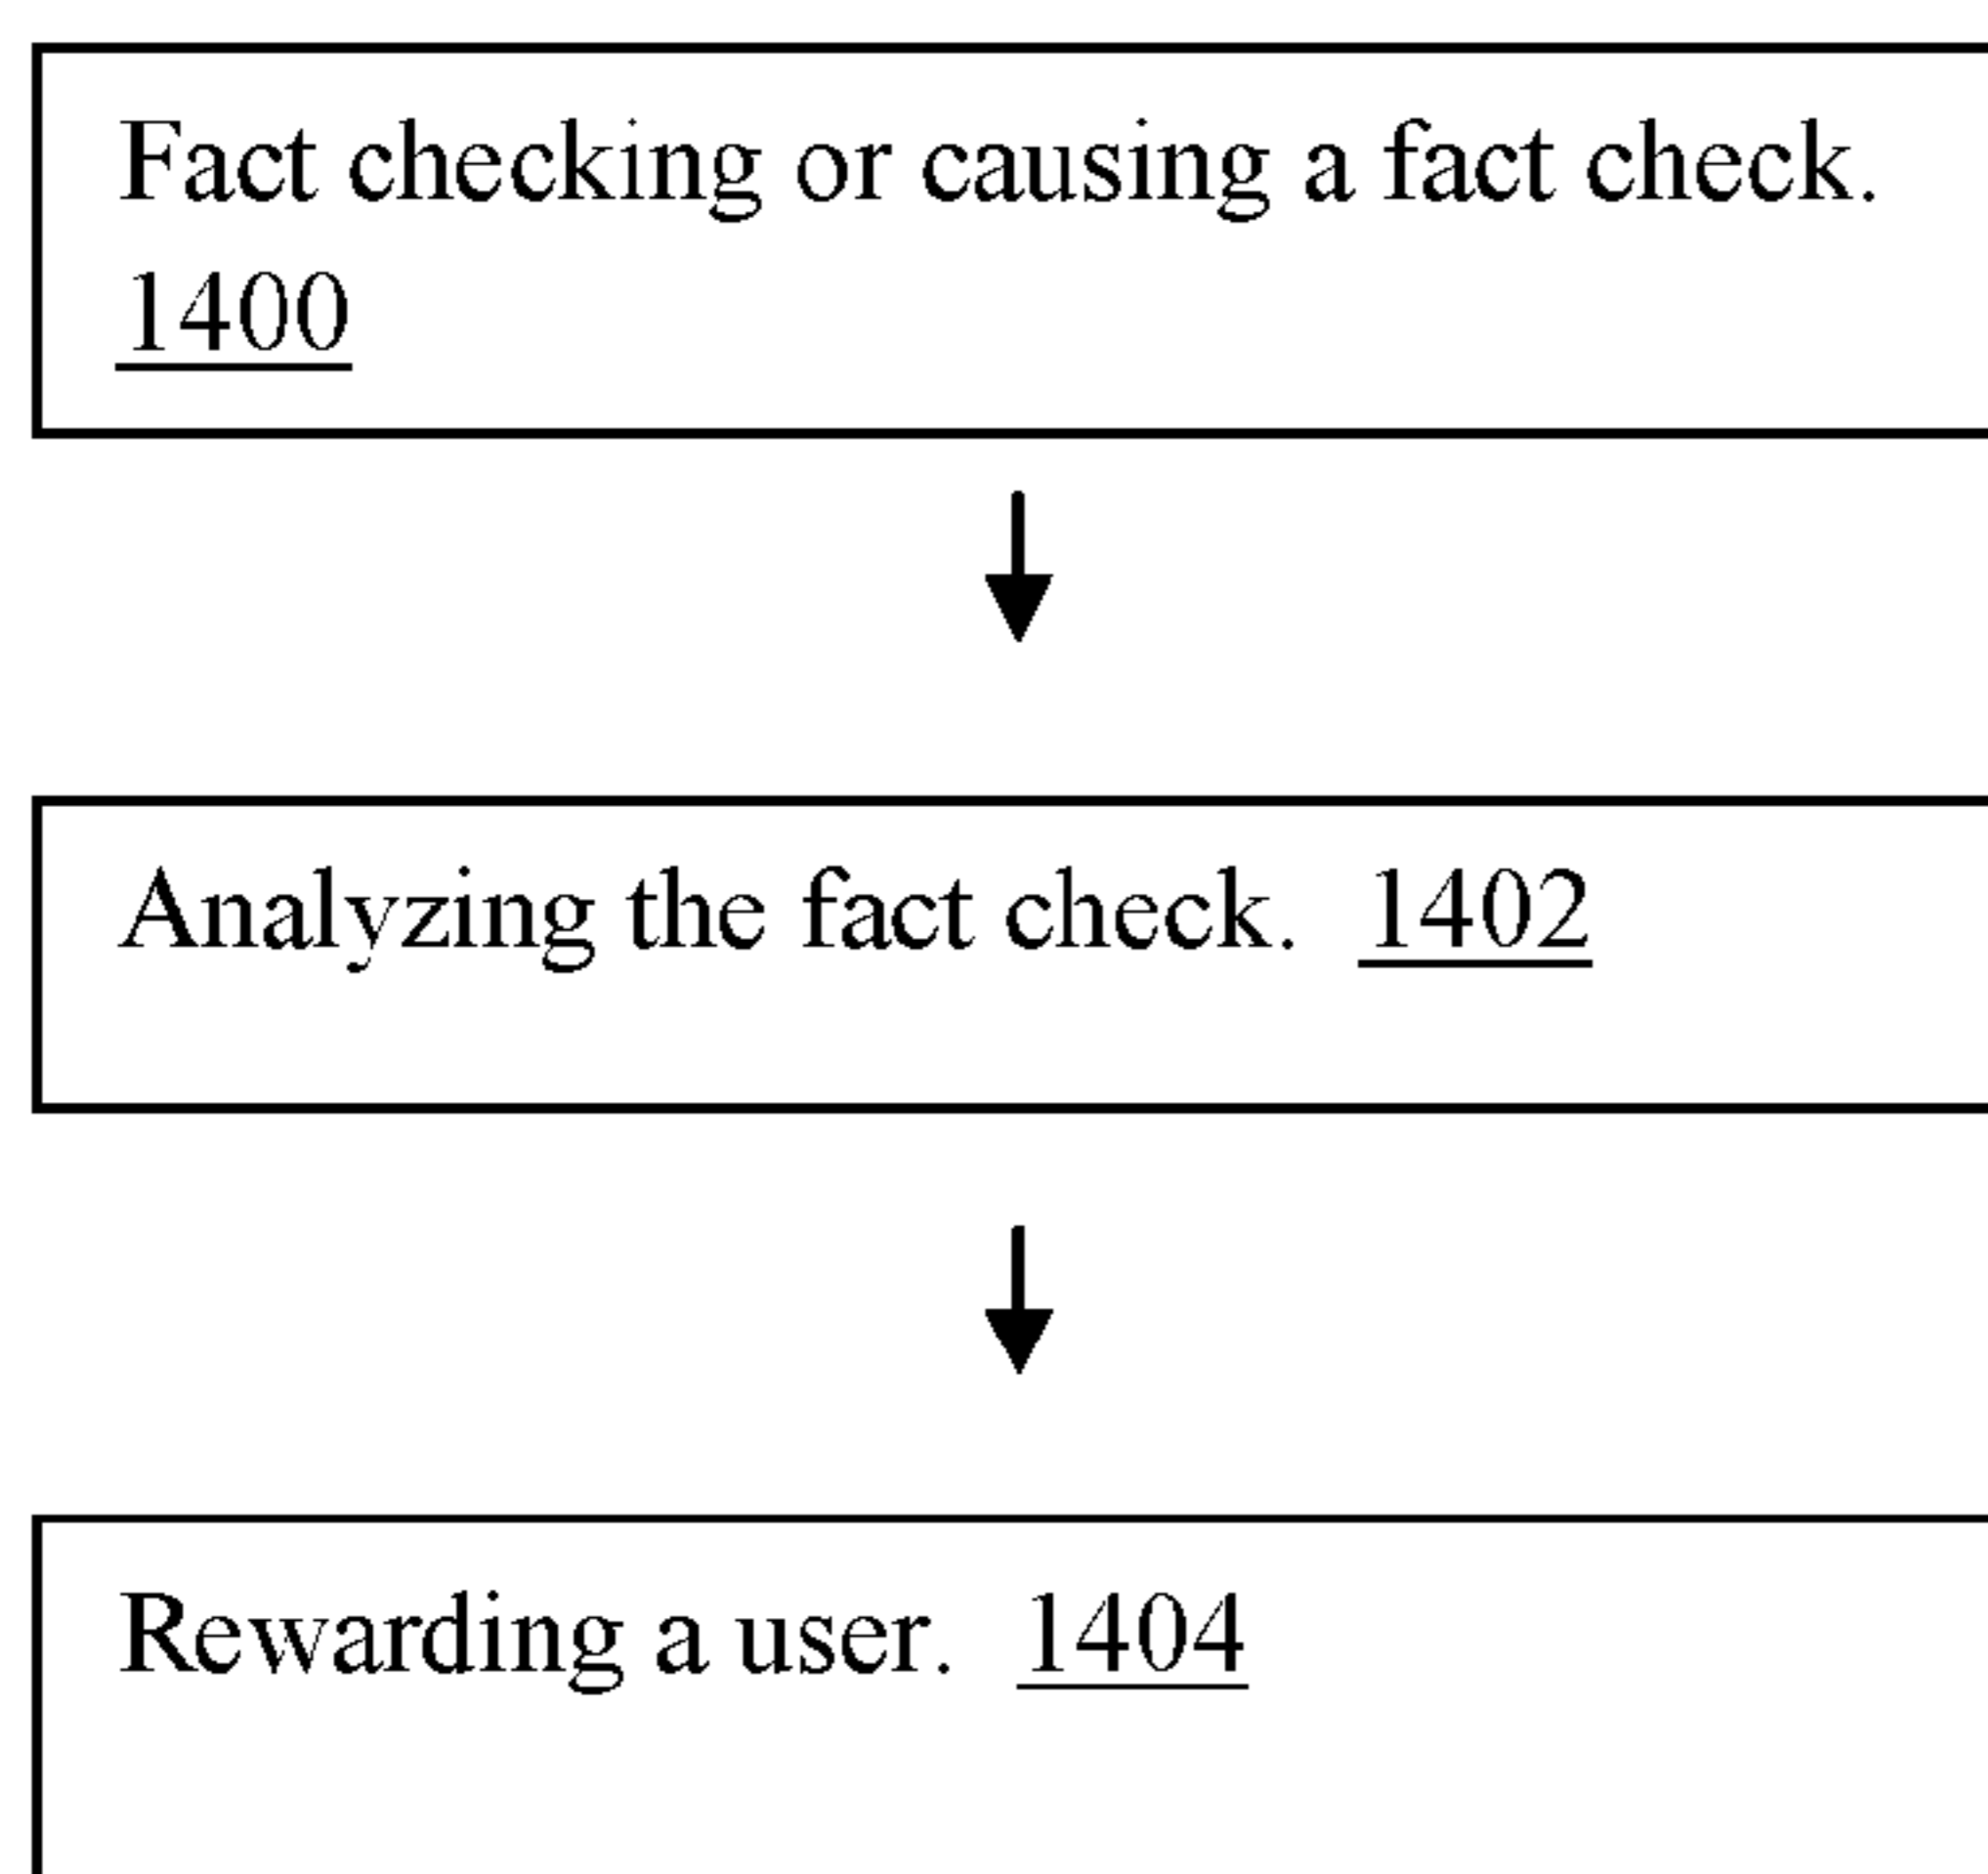 Fact checking or causing a fact check.
1400
Analyzing the fact check. 1402
Rewarding a user. 1404